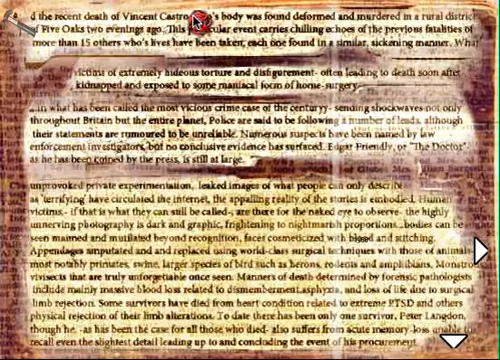 d the recent death of Vincent Castro 's body was found deformed and murdered in a rural district
f Five Oaks two evenings ago. This cular event carries chilling echoes of the previous fatalities of
more than 15 others who's lives have been taken, each one found in a similar, sickening manner. What
victims of extremely hideous torture and disfigurement- often leading to death soon after
kidnapped and exposed to some maniacal form of home-surgery
..in what has been called the most vicious crime case of the century- sending shockwaves not only
throughout Britain but the entire planet, Police are said to be following a number of leads, although
their statements are rumoured to be unreliable. Numerous suspects have been named by law
enforcement investigators, but no conclusive evidence has surfaced. Edgar Friendly, or "The Doctor"
as he has been coined by the press, is still at large.
unprovoked private experimentation, leaked images of what people can only describe
as 'terrifying' have circulated the internet, the appalling reality of the stories is embodied. Human
victims,- if that is what they can still be called-, are there for the naked eye to observe- the highly
unnerving photography is dark and graphic, frightening to nightmarish proportions...bodies can be
seen maimed and mutilated beyond recognition, faces cosmeticized with blood and stitching.
Appendages amputated and and replaced using world-class surgical techniques with those of animals
most notably primates, swine, larger species of bird such as herons, rodents and amphibians. Monstrous
vivisects that are truly unforgettable once seen. Manners of death determined by forensic pathologists
include mainly massive blood loss related to dismemberment, asphyxia, and loss of life due to surgical
limb rejection. Some survivors have died from heart condition related to extreme PTSD and others
physical rejection of their limb alterations. To date there has been only one survivor, Peter Langdon,
though he, -as has been the case for all those who died- also suffers from acute memory-loss unable to
recall even the slightest detail leading up to and concluding the event of his procurement.